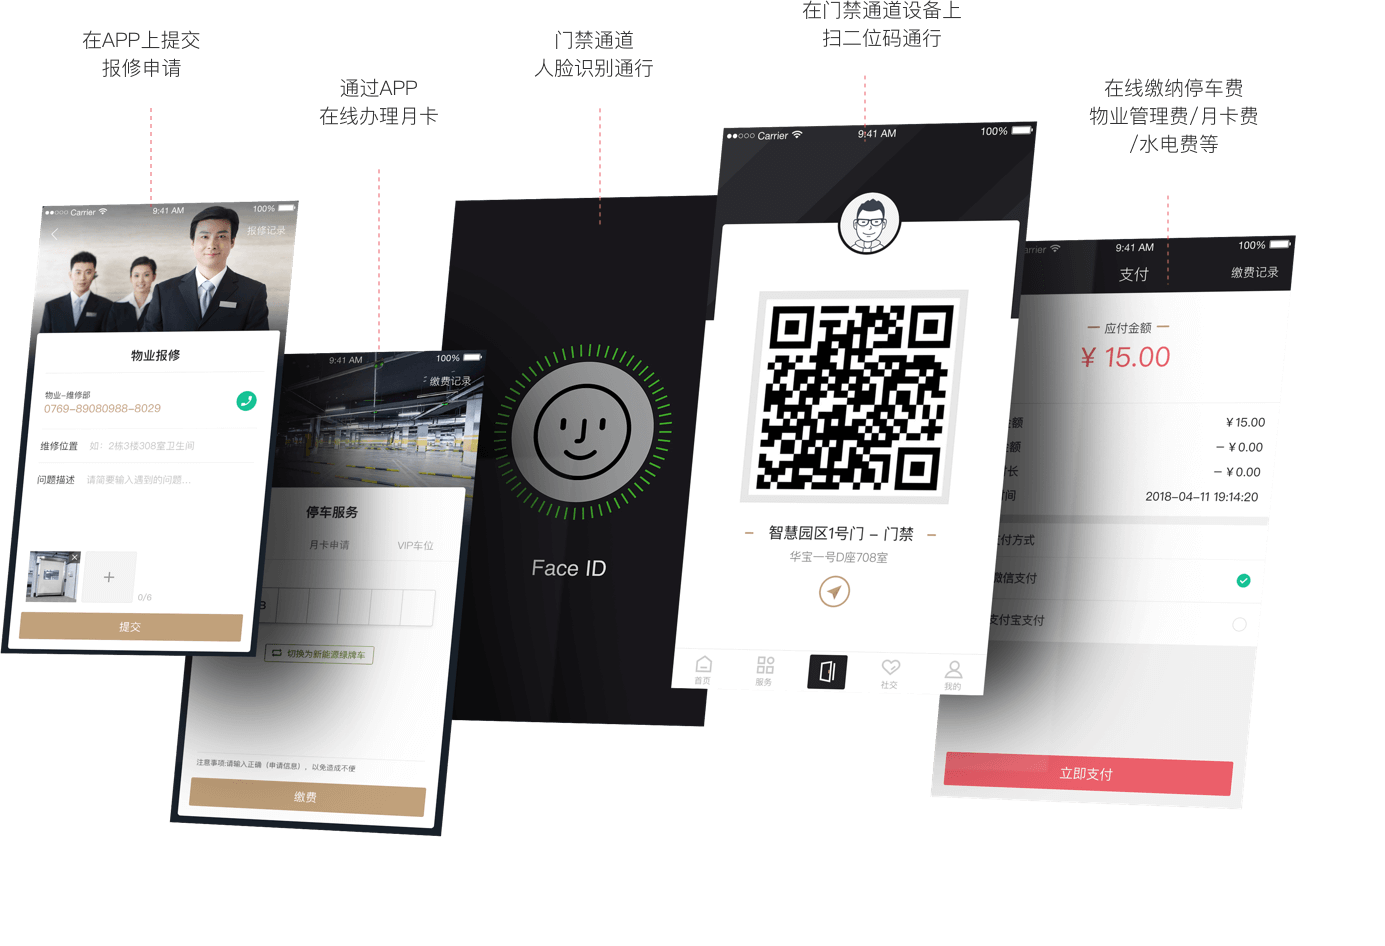 在APP上提交
报修申请
通过APP
在线办理月卡
门禁通道
人脸识别通行
在门禁通道设备上
扫二位码通行
在线缴纳停车费
物业管理费/月卡费
/水电费等
Carrier
9:41 AM
100%
报修记录
物业报修
物业-维修部
0769-89080988-8029
维修位置
如：2栋3楼308室卫生间
问题描述
请简要输入遇到的问题...
+
0/6
提交
9:41 AM
100%
缴费记录
停车服务
月卡申请
VIP车位
切换为新能源绿牌车
注意事项:请输入正确（申请信息），以免造成不便
缴费
Face ID
Carrier
9:41 AM
100%
智慧园区1号门 – 门禁
华宝一号D座708室
首页
服务
社交
我的
9:41 AM
100%
支付
缴费记录
应付金额
¥ 15.00
¥15.00
- ¥0.00
- ¥0.00
2018-04-11 19:14:20
付方式
微信支付
支付宝支付
立即支付